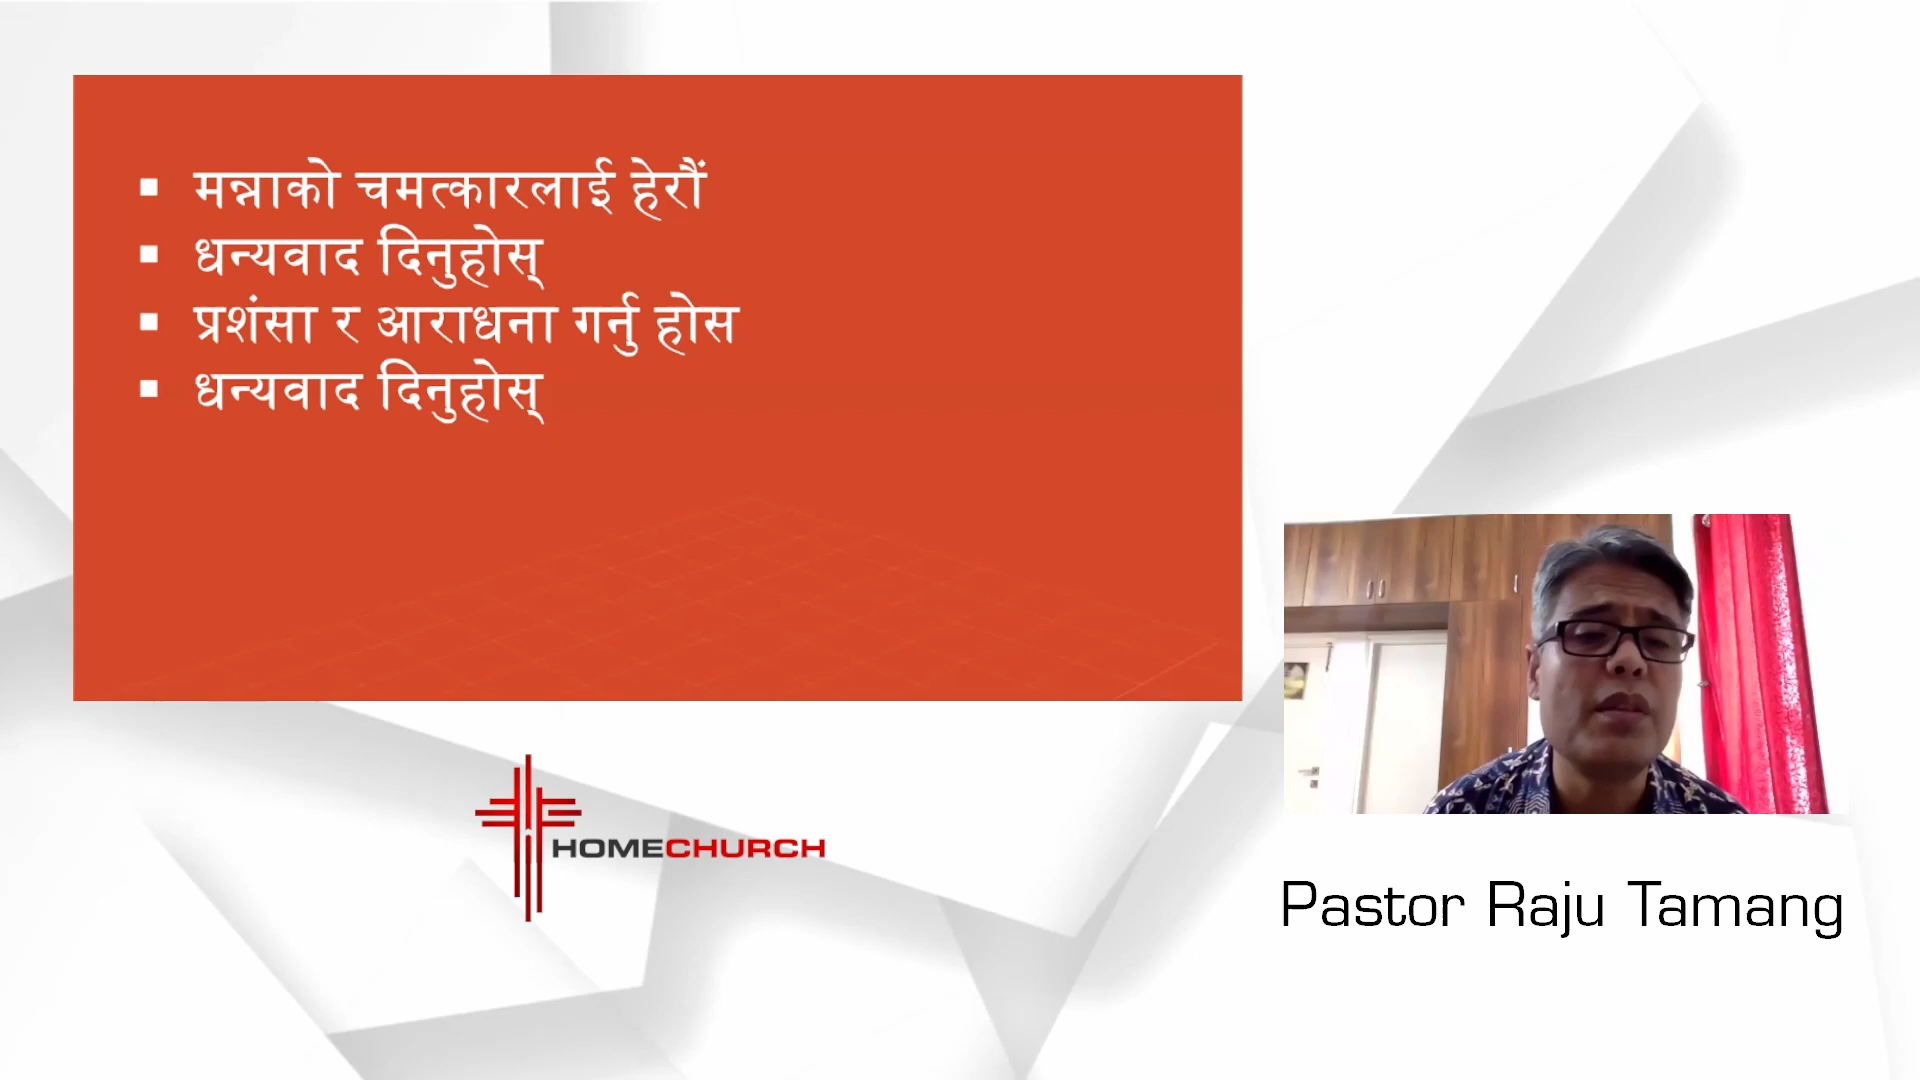 ▪ मन्नाको चमत्कारलाई हेरौं
▪ धन्यवाद दिनुहोस्
▪ प्रशंसा र आराधना गर्नु होस
▪ धन्यवाद दिनुहोस्
HOMECHURCH
Pastor Raju Tamang